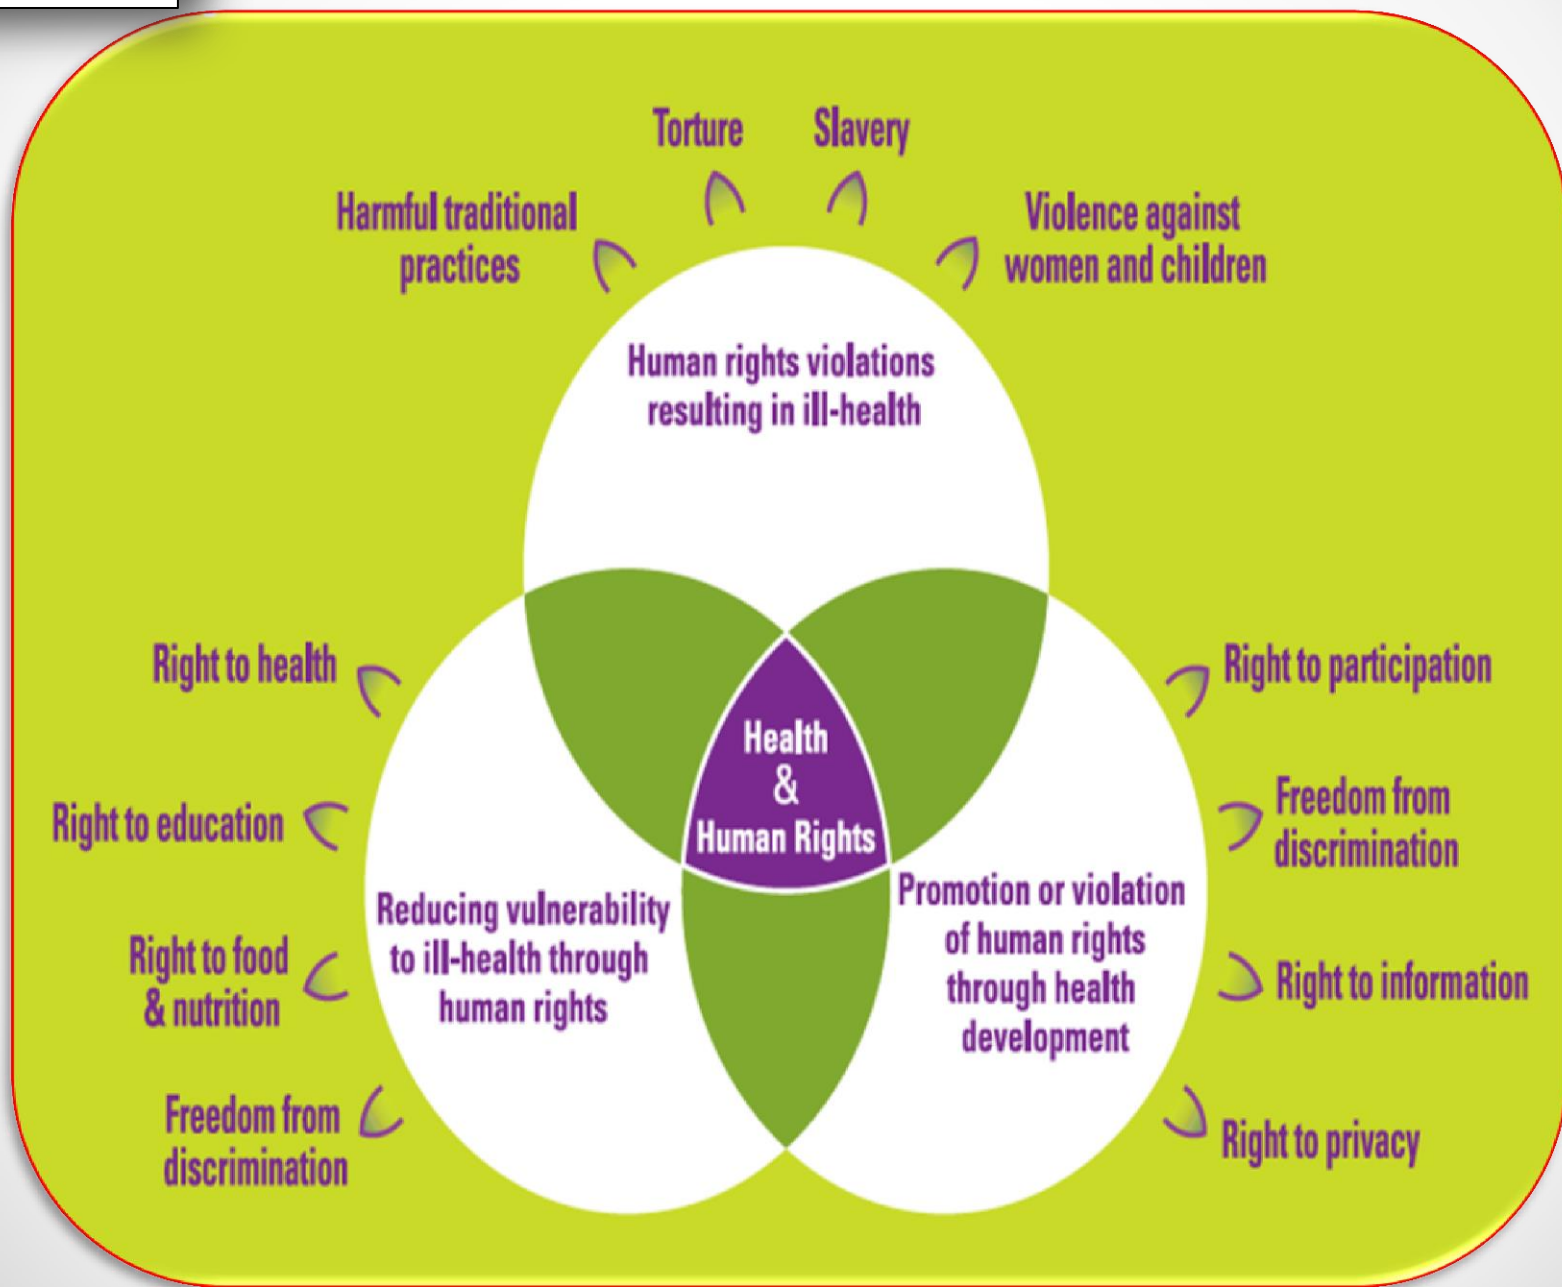 Torture
Slavery
Harmful traditional
practices
Violence against
women and children
Human rights violations
resulting in ill-health
Right to health
Right to education
Right to food
& nutrition
Freedom from
discrimination
Health
&
Human Rights
Reducing vulnerability
to ill-health through
human rights
Promotion or violation
of human rights
through health
development
Right to participation
Freedom from
discrimination
Right to information
Right to privacy